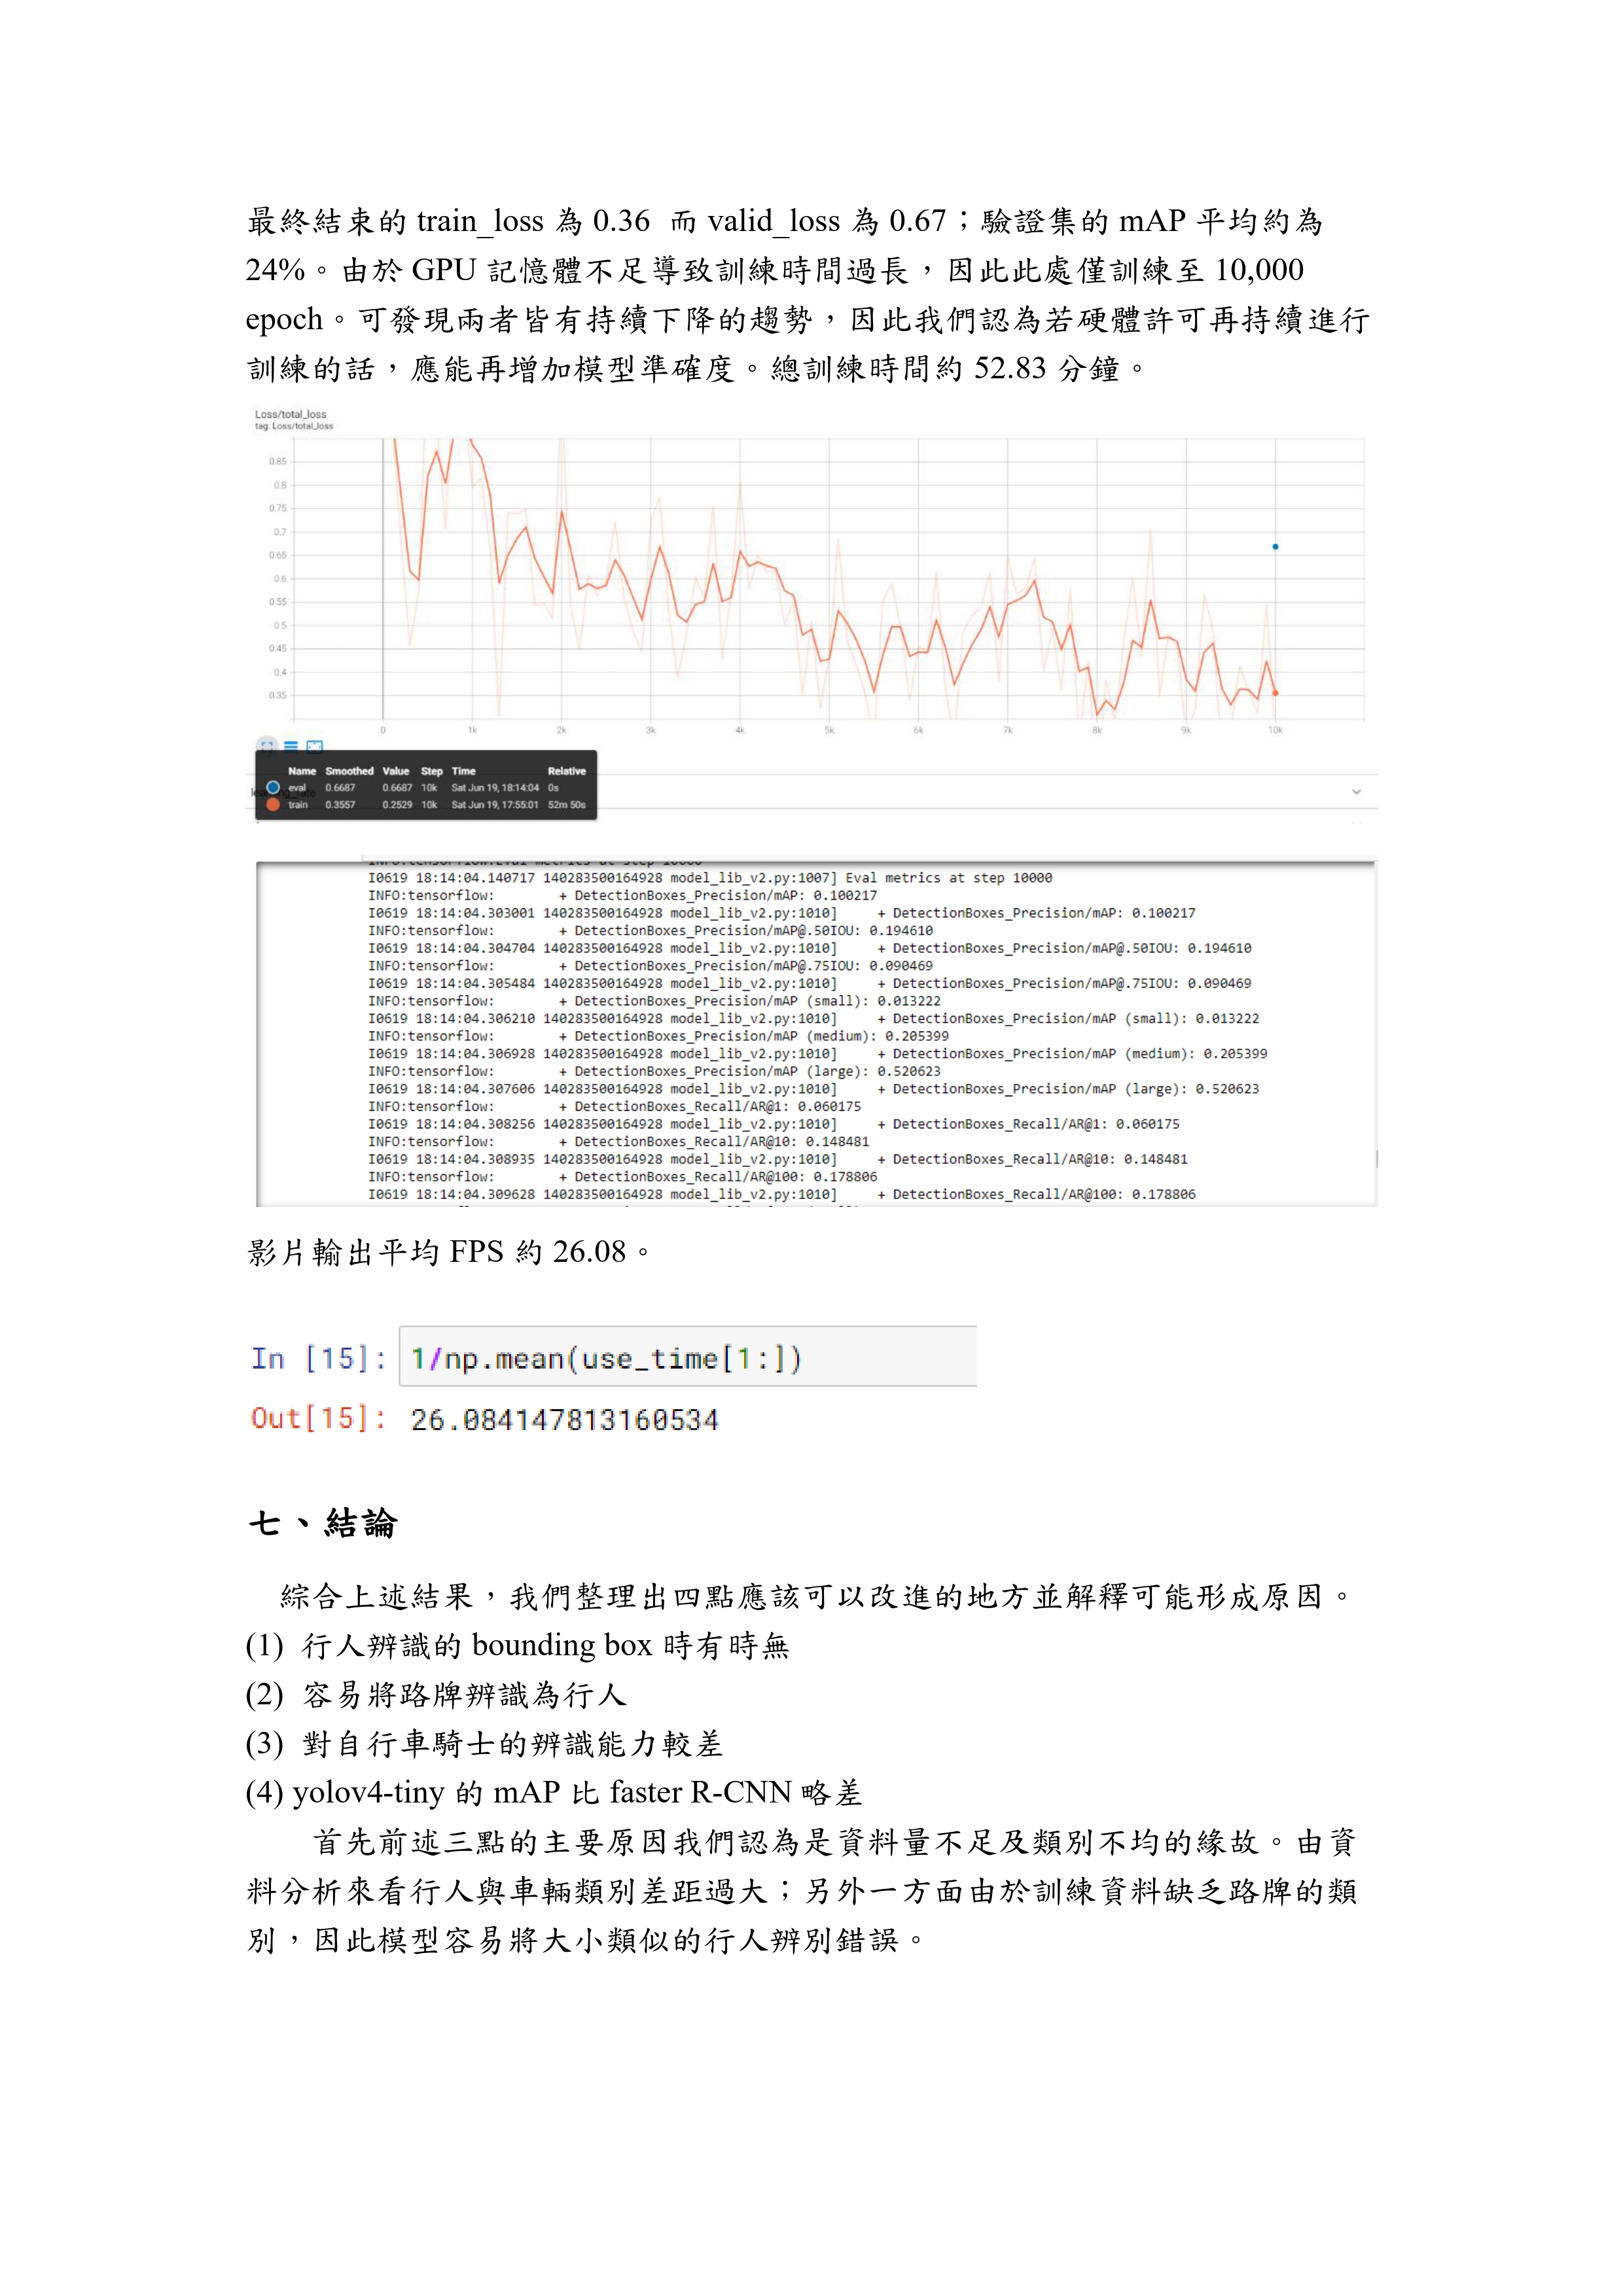 最終結束的 train_loss 為 0.36 而 valid_loss 為 0.67；驗證集的 mAP 平均約為
24%。由於 GPU 記憶體不足導致訓練時間過長，因此此處僅訓練至 10,000
epoch。可發現兩者皆有持續下降的趨勢，因此我們認為若硬體許可再持續進行
訓練的話，應能再增加模型準確度。總訓練時間約 52.83 分鐘。
Loss/total_loss
tag: Loss/total_loss
0.85
0.8
0.75
0.7
0.65
0.6
0.55
0.5
0.45
0.4
0.35
0 1k 2k 3k 4k 5k 6k 7k 8k 9k 10k
Name Smoothed Value Step Time Relative
eval 0.6687 0.6687 10k Sat Jun 19, 18:14:04 0s
train 0.3557 0.2529 10k Sat Jun 19, 17:55:01 52m 50s
INFO:tensorflow:Eval metrics at step 10000
I0619 18:14:04.140717 140283500164928 model_lib_v2.py:1007] Eval metrics at step 10000
INFO:tensorflow: + DetectionBoxes_Precision/mAP: 0.100217
I0619 18:14:04.303001 140283500164928 model_lib_v2.py:1010] + DetectionBoxes_Precision/mAP: 0.100217
INFO:tensorflow: + DetectionBoxes_Precision/mAP@.50IOU: 0.194610
I0619 18:14:04.304704 140283500164928 model_lib_v2.py:1010] + DetectionBoxes_Precision/mAP@.50IOU: 0.194610
INFO:tensorflow: + DetectionBoxes_Precision/mAP@.75IOU: 0.090469
I0619 18:14:04.305484 140283500164928 model_lib_v2.py:1010] + DetectionBoxes_Precision/mAP@.75IOU: 0.090469
INFO:tensorflow: + DetectionBoxes_Precision/mAP (small): 0.013222
I0619 18:14:04.306210 140283500164928 model_lib_v2.py:1010] + DetectionBoxes_Precision/mAP (small): 0.013222
INFO:tensorflow: + DetectionBoxes_Precision/mAP (medium): 0.205399
I0619 18:14:04.306928 140283500164928 model_lib_v2.py:1010] + DetectionBoxes_Precision/mAP (medium): 0.205399
INFO:tensorflow: + DetectionBoxes_Precision/mAP (large): 0.520623
I0619 18:14:04.307606 140283500164928 model_lib_v2.py:1010] + DetectionBoxes_Precision/mAP (large): 0.520623
INFO:tensorflow: + DetectionBoxes_Recall/AR@1: 0.060175
I0619 18:14:04.308256 140283500164928 model_lib_v2.py:1010] + DetectionBoxes_Recall/AR@1: 0.060175
INFO:tensorflow: + DetectionBoxes_Recall/AR@10: 0.148481
I0619 18:14:04.308935 140283500164928 model_lib_v2.py:1010] + DetectionBoxes_Recall/AR@10: 0.148481
INFO:tensorflow: + DetectionBoxes_Recall/AR@100: 0.178806
I0619 18:14:04.309628 140283500164928 model_lib_v2.py:1010] + DetectionBoxes_Recall/AR@100: 0.178806
影片輸出平均 FPS 約 26.08。
In [15]: 1/np.mean(use_time[1:])
Out[15]: 26.084147813160534
七、結論
綜合上述結果，我們整理出四點應該可以改進的地方並解釋可能形成原因。
(1) 行人辨識的 bounding box 時有時無
(2) 容易將路牌辨識為行人
(3) 對自行車騎士的辨識能力較差
(4) yolov4-tiny 的 mAP 比 faster R-CNN 略差
首先前述三點的主要原因我們認為是資料量不足及類別不均的緣故。由資
料分析來看行人與車輛類別差距過大；另外一方面由於訓練資料缺乏路牌的類
別，因此模型容易將大小類似的行人辨別錯誤。